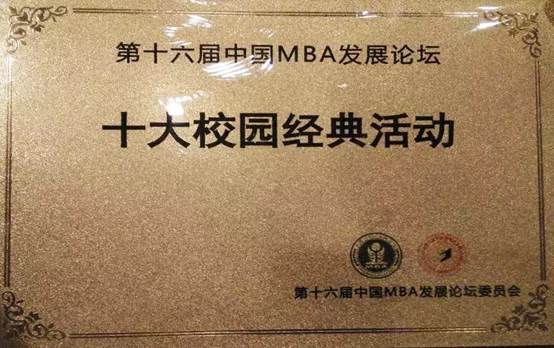 第十六届中国MBA发展论坛
十大校园经典活动
第十六届中国MBA发展论坛委员会